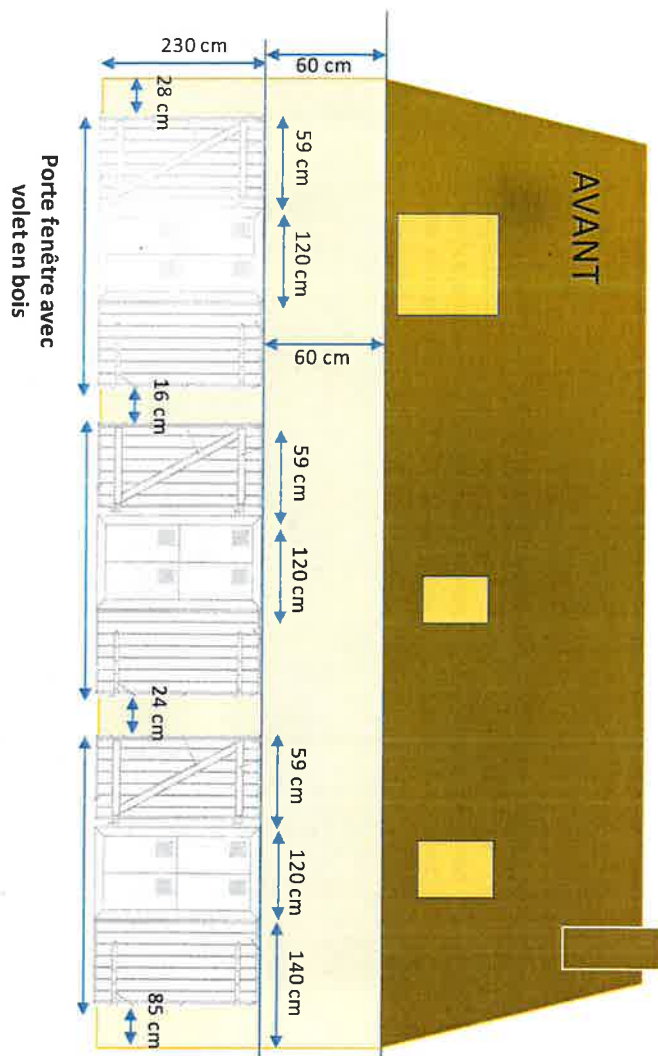 AVANT
230 cm
60 cm
28 cm
59 cm
120 cm
60 cm
16 cm
59 cm
120 cm
24 cm
59 cm
120 cm
140 cm
85 cm
Porte fenêtre avec
volet en bois